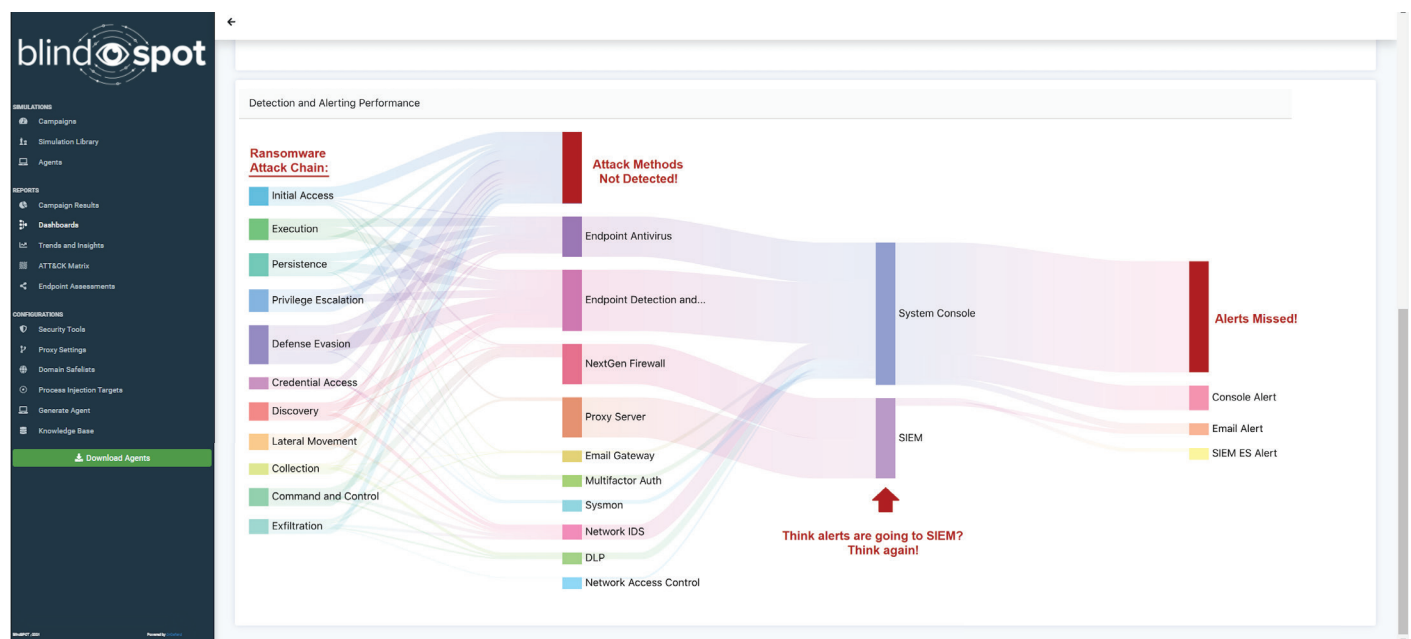 blindspot
SIMULATIONS
Campaigns
Simulation Library
Agents
REPORTS
Campaign Results
Dashboards
Trends and Insights
ATT&CK Matrix
Endpoint Assessments
CONFIGURATIONS
Security Tools
Proxy Settings
Domain Safelists
Process Injection Targets
Generate Agent
Knowledge Base
Download Agents
Powered by
Detection and Alerting Performance
Ransomware
Attack Chain:
Initial Access
Execution
Persistence
Privilege Escalation
Defense Evasion
Credential Access
Discovery
Lateral Movement
Collection
Command and Control
Exfiltration
Attack Methods
Not Detected!
Endpoint Antivirus
Endpoint Detection and...
NextGen Firewall
Proxy Server
Email Gateway
Multifactor Auth
Sysmon
Network IDS
DLP
Network Access Control
System Console
SIEM
Think alerts are going to SIEM?
Think again!
Alerts Missed!
Console Alert
Email Alert
SIEM ES Alert